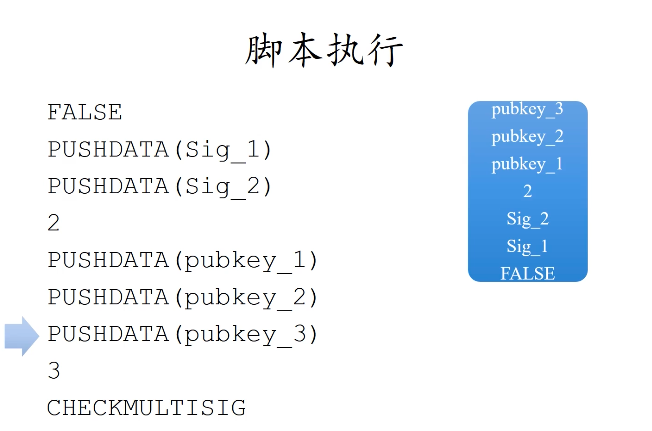 脚本执行
FALSE
PUSHDATA(Sig_1)
PUSHDATA(Sig_2)
2
PUSHDATA(pubkey_1)
PUSHDATA(pubkey_2)
PUSHDATA(pubkey_3)
3
CHECKMULTISIG
pubkey_3
pubkey_2
pubkey_1
2
Sig_2
Sig_1
FALSE